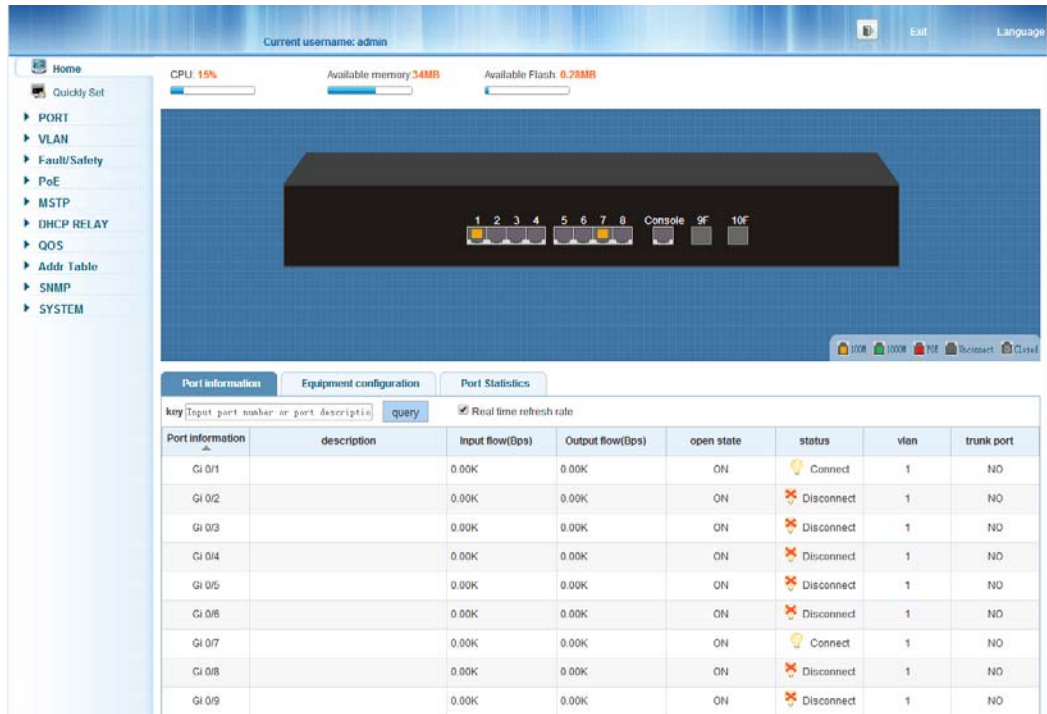 Current username: admin
Exit
Language
Home
Quickly Set
PORT
VLAN
Fault/Safety
PoE
MSTP
DHCP RELAY
QOS
Addr Table
SNMP
SYSTEM
CPU: 15% Available memory 34MB Available Flash: 0.28MB
1 2 3 4 5 6 7 8 Console 9F 10F
100M 1000M POE Unconnect Closed
Port information Equipment configuration Port Statistics
key Input port number or port descriptio query Real time refresh rate
Port information description Input flow(Bps) Output flow(Bps) open state status vlan trunk port
Gi 0/1 0.00K 0.00K ON Connect 1 NO
Gi 0/2 0.00K 0.00K ON Disconnect 1 NO
Gi 0/3 0.00K 0.00K ON Disconnect 1 NO
Gi 0/4 0.00K 0.00K ON Disconnect 1 NO
Gi 0/5 0.00K 0.00K ON Disconnect 1 NO
Gi 0/6 0.00K 0.00K ON Disconnect 1 NO
Gi 0/7 0.00K 0.00K ON Connect 1 NO
Gi 0/8 0.00K 0.00K ON Disconnect 1 NO
Gi 0/9 0.00K 0.00K ON Disconnect 1 NO